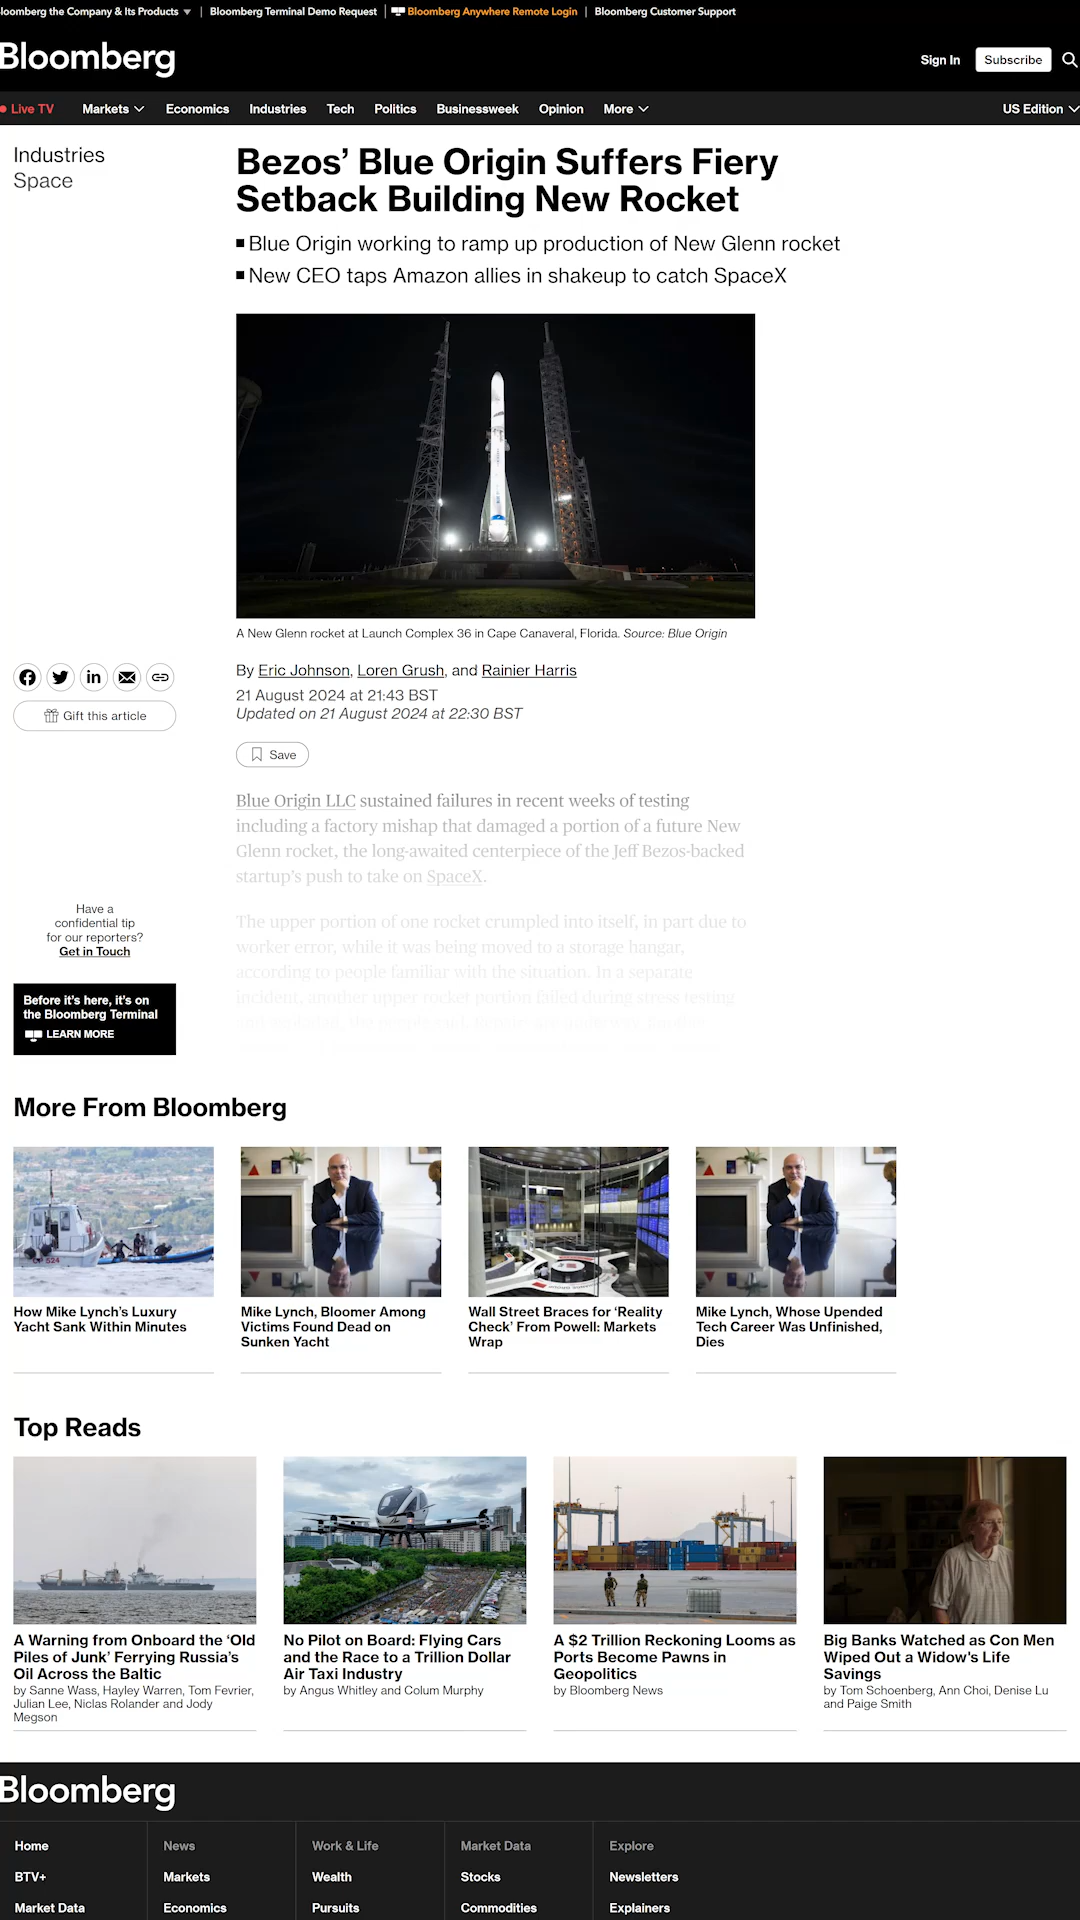 loomberg the Company & Its Products
Bloomberg Terminal Demo Request
Bloomberg Anywhere Remote Login
Bloomberg Customer Support
Bloomberg
Sign In
Subscribe
Live TV
Markets
Economics
Industries
Tech
Politics
Businessweek
Opinion
More
US Edition
Industries
Space
Bezos’ Blue Origin Suffers Fiery
Setback Building New Rocket
Blue Origin working to ramp up production of New Glenn rocket
New CEO taps Amazon allies in shakeup to catch SpaceX
A New Glenn rocket at Launch Complex 36 in Cape Canaveral, Florida. Source: Blue Origin
By Eric Johnson, Loren Grush, and Rainier Harris
21 August 2024 at 21:43 BST
Updated on 21 August 2024 at 22:30 BST
Gift this article
Save
Blue Origin LLC sustained failures in recent weeks of testing
including a factory mishap that damaged a portion of a future New
Glenn rocket, the long-awaited centerpiece of the Jeff Bezos-backed
startup’s push to take on SpaceX.
The upper portion of one rocket crumpled into itself, in part due to
worker error, while it was being moved to a storage hangar,
according to people familiar with the situation. In a separate
incident, another upper rocket portion failed during stress testing
Have a
confidential tip
for our reporters?
Get in Touch
Before it’s here, it’s on
the Bloomberg Terminal
LEARN MORE
More From Bloomberg
How Mike Lynch’s Luxury
Yacht Sank Within Minutes
Mike Lynch, Bloomer Among
Victims Found Dead on
Sunken Yacht
Wall Street Braces for ‘Reality
Check’ From Powell: Markets
Wrap
Mike Lynch, Whose Upended
Tech Career Was Unfinished,
Dies
Top Reads
A Warning from Onboard the ‘Old
Piles of Junk’ Ferrying Russia’s
Oil Across the Baltic
by Sanne Wass, Hayley Warren, Tom Fevrier,
Julian Lee, Niclas Rolander and Jody
Megson
No Pilot on Board: Flying Cars
and the Race to a Trillion Dollar
Air Taxi Industry
by Angus Whitley and Colum Murphy
A $2 Trillion Reckoning Looms as
Ports Become Pawns in
Geopolitics
by Bloomberg News
Big Banks Watched as Con Men
Wiped Out a Widow's Life
Savings
by Tom Schoenberg, Ann Choi, Denise Lu
and Paige Smith
Bloomberg
Home
BTV+
Market Data
News
Markets
Economics
Work & Life
Wealth
Pursuits
Market Data
Stocks
Commodities
Explore
Newsletters
Explainers